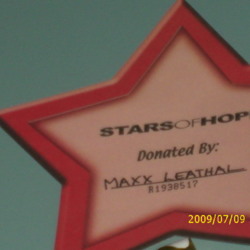 STARSOFHOP
Donated By:
MAXX LEATHAL
R1930517
2009/07/09